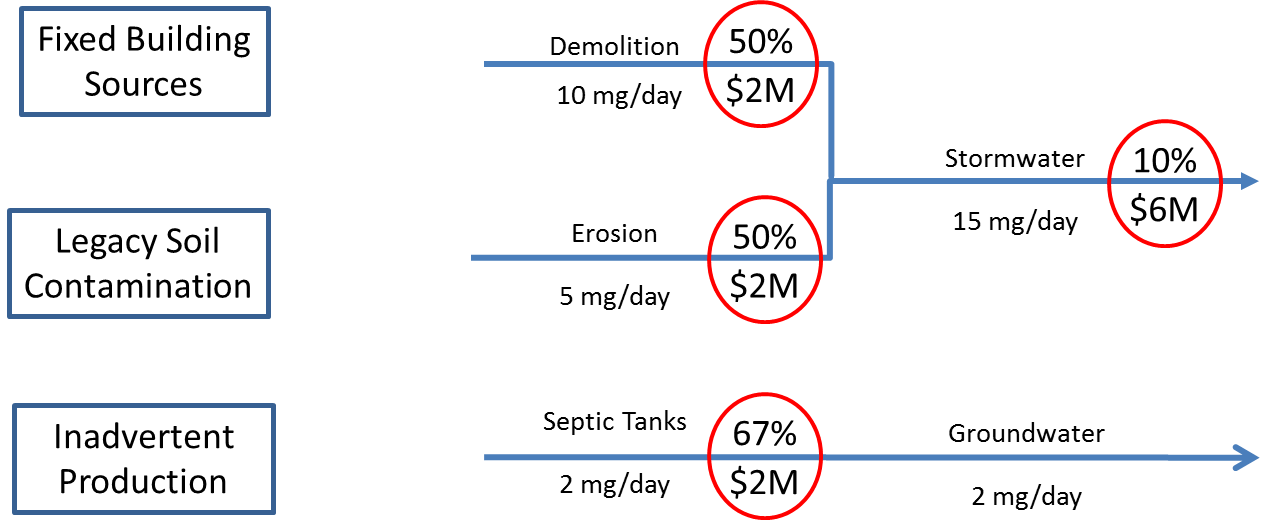 Fixed Building
Sources
Demolition
10 mg/day
50%
$2M
Legacy Soil
Contamination
Erosion
5 mg/day
50%
$2M
Stormwater
15 mg/day
10%
$6M
Inadvertent
Production
Septic Tanks
2 mg/day
67%
$2M
Groundwater
2 mg/day